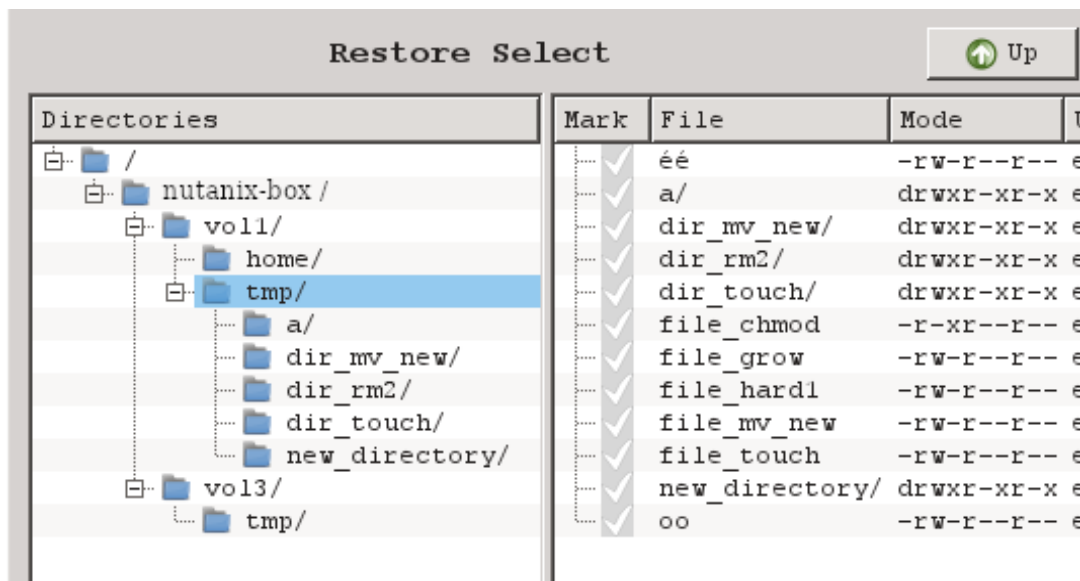 Restore Select
Up
Directories
/
nutanix-box /
vol1/
home/
tmp/
a/
dir_mv_new/
dir_rm2/
dir_touch/
new_directory/
vol3/
tmp/
Mark File Mode
éé -rw-r--r--
a/ drwxr-xr-x
dir_mv_new/ drwxr-xr-x
dir_rm2/ drwxr-xr-x
dir_touch/ drwxr-xr-x
file_chmod -r-xr--r--
file_grow -rw-r--r--
file_hard1 -rw-r--r--
file_mv_new -rw-r--r--
file_touch -rw-r--r--
new_directory/ drwxr-xr-x
oo -rw-r--r--